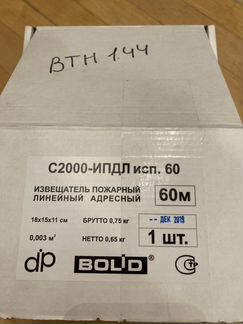 ВТН 1.44
С2000-ИПДЛ исп. 60
ИЗВЕЩАТЕЛЬ ПОЖАРНЫЙ
ЛИНЕЙНЫЙ АДРЕСНЫЙ
60м
18х15х11 см
БРУТТО 0,75 кг
-- ДЕК 2019
0,003 м³
НЕТТО 0,65 кг
1 шт.
dip
BOLID®